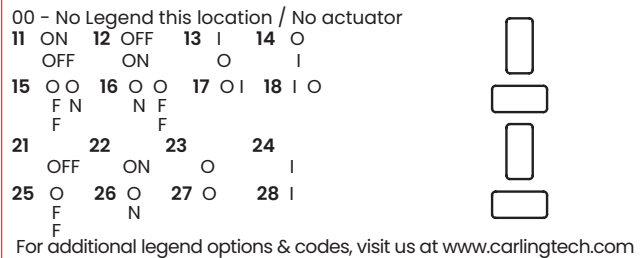 00 - No Legend this location / No actuator
11 ON 12 OFF 13 I 14 O
OFF ON O I
15 O O 16 O O 17 O I 18 I O
F N N F
F F
21 22 23 24
OFF ON O I
25 O 26 O 27 O 28 I
F N
F
For additional legend options & codes, visit us at www.carlingtech.com